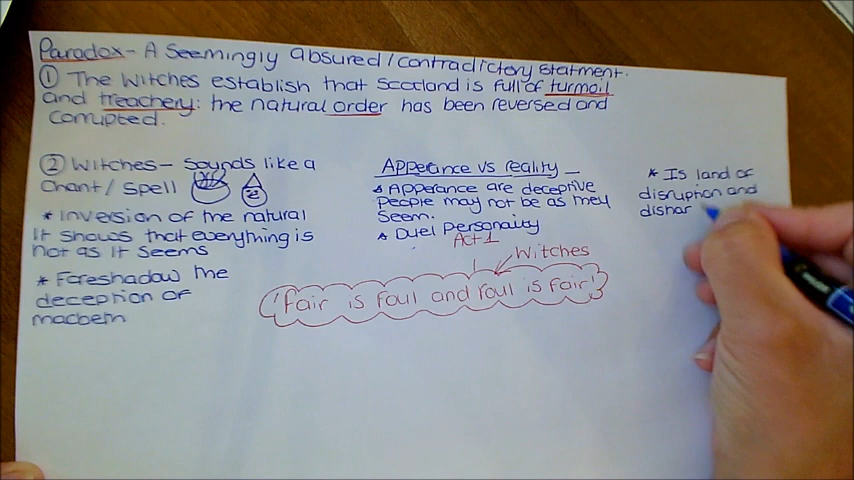 Paradox - A Seemingly absured / contradictory statment.
① The witches establish that Scotland is full of turmoil
and treachery: the natural order has been reversed and
corrupted.
② Witches - Sounds like a
chant / spell
* Inversion of the natural
It shows that everything is
not as it seems
* Foreshadow the
deception of
macbeth
Apperance vs reality
* Apperance are deceptive
People may not be as they
seem.
* Duel Personality
Act 1
Witches
'Fair is foul and foul is fair'
* Is land of
disruption and
dishar